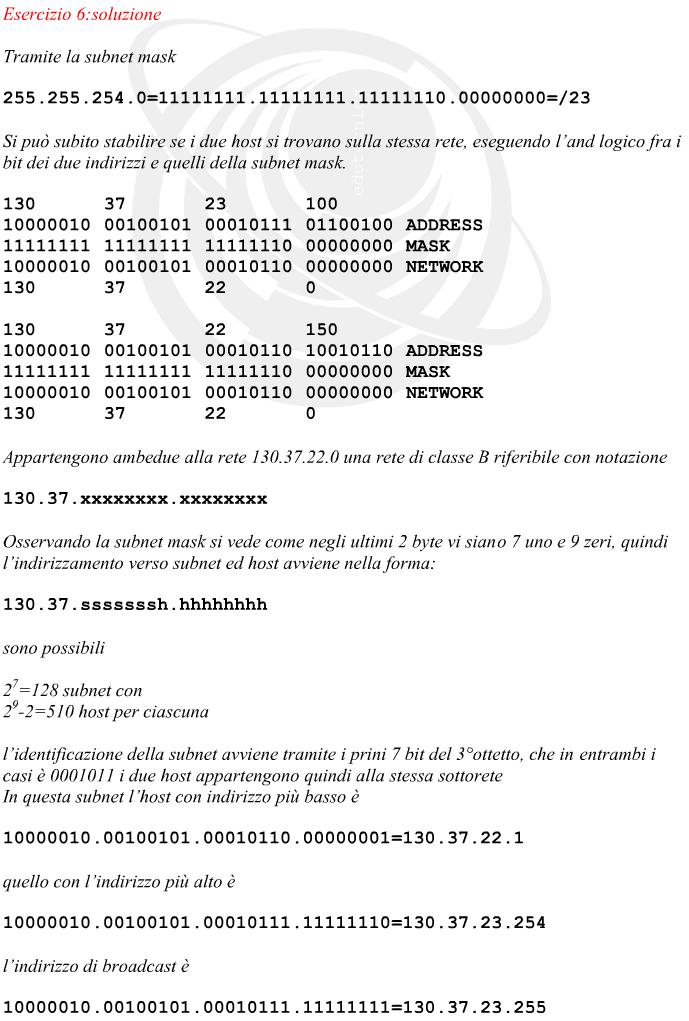 Esercizio 6:soluzione
Tramite la subnet mask
255.255.254.0=11111111.11111111.11111110.00000000=/23
Si può subito stabilire se i due host si trovano sulla stessa rete, eseguendo l'and logico fra i
bit dei due indirizzi e quelli della subnet mask.
130 37 23 100
10000010 00100101 00010111 01100100 ADDRESS
11111111 11111111 11111110 00000000 MASK
10000010 00100101 00010110 00000000 NETWORK
130 37 22 0
130 37 22 150
10000010 00100101 00010110 10010110 ADDRESS
11111111 11111111 11111110 00000000 MASK
10000010 00100101 00010110 00000000 NETWORK
130 37 22 0
Appartengono ambedue alla rete 130.37.22.0 una rete di classe B riferibile con notazione
130.37.xxxxxxxx.xxxxxxxx
Osservando la subnet mask si vede come negli ultimi 2 byte vi siano 7 uno e 9 zeri, quindi
l'indirizzamento verso subnet ed host avviene nella forma:
130.37.sssssssh.hhhhhhhh
sono possibili
2^7=128 subnet con
2^9-2=510 host per ciascuna
l'identificazione della subnet avviene tramite i prini 7 bit del 3°ottetto, che in entrambi i
casi è 0001011 i due host appartengono quindi alla stessa sottorete
In questa subnet l'host con indirizzo più basso è
10000010.00100101.00010110.00000001=130.37.22.1
quello con l'indirizzo più alto è
10000010.00100101.00010111.11111110=130.37.23.254
l'indirizzo di broadcast è
10000010.00100101.00010111.11111111=130.37.23.255